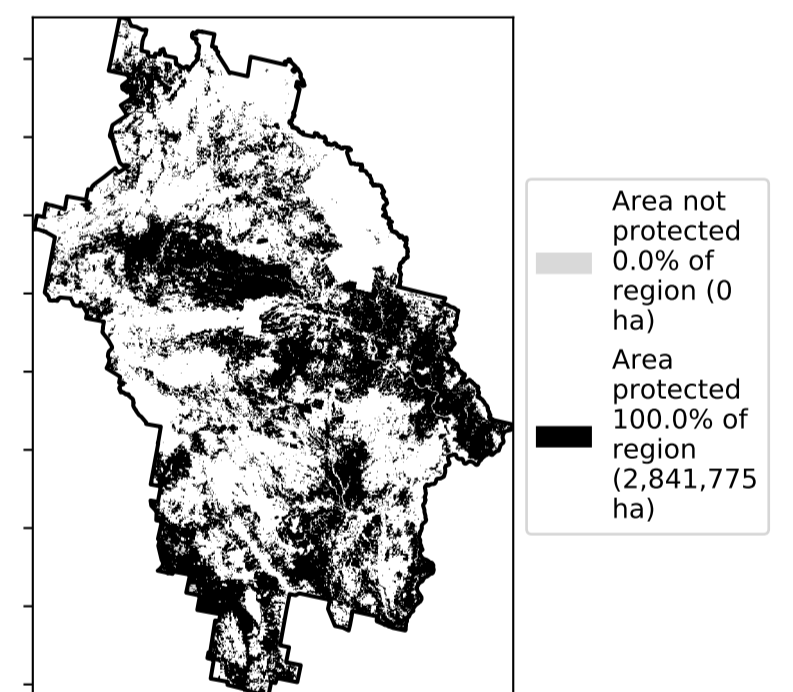 Area not
protected
0.0% of
region (0
ha)
Area
protected
100.0% of
region
(2,841,775
ha)